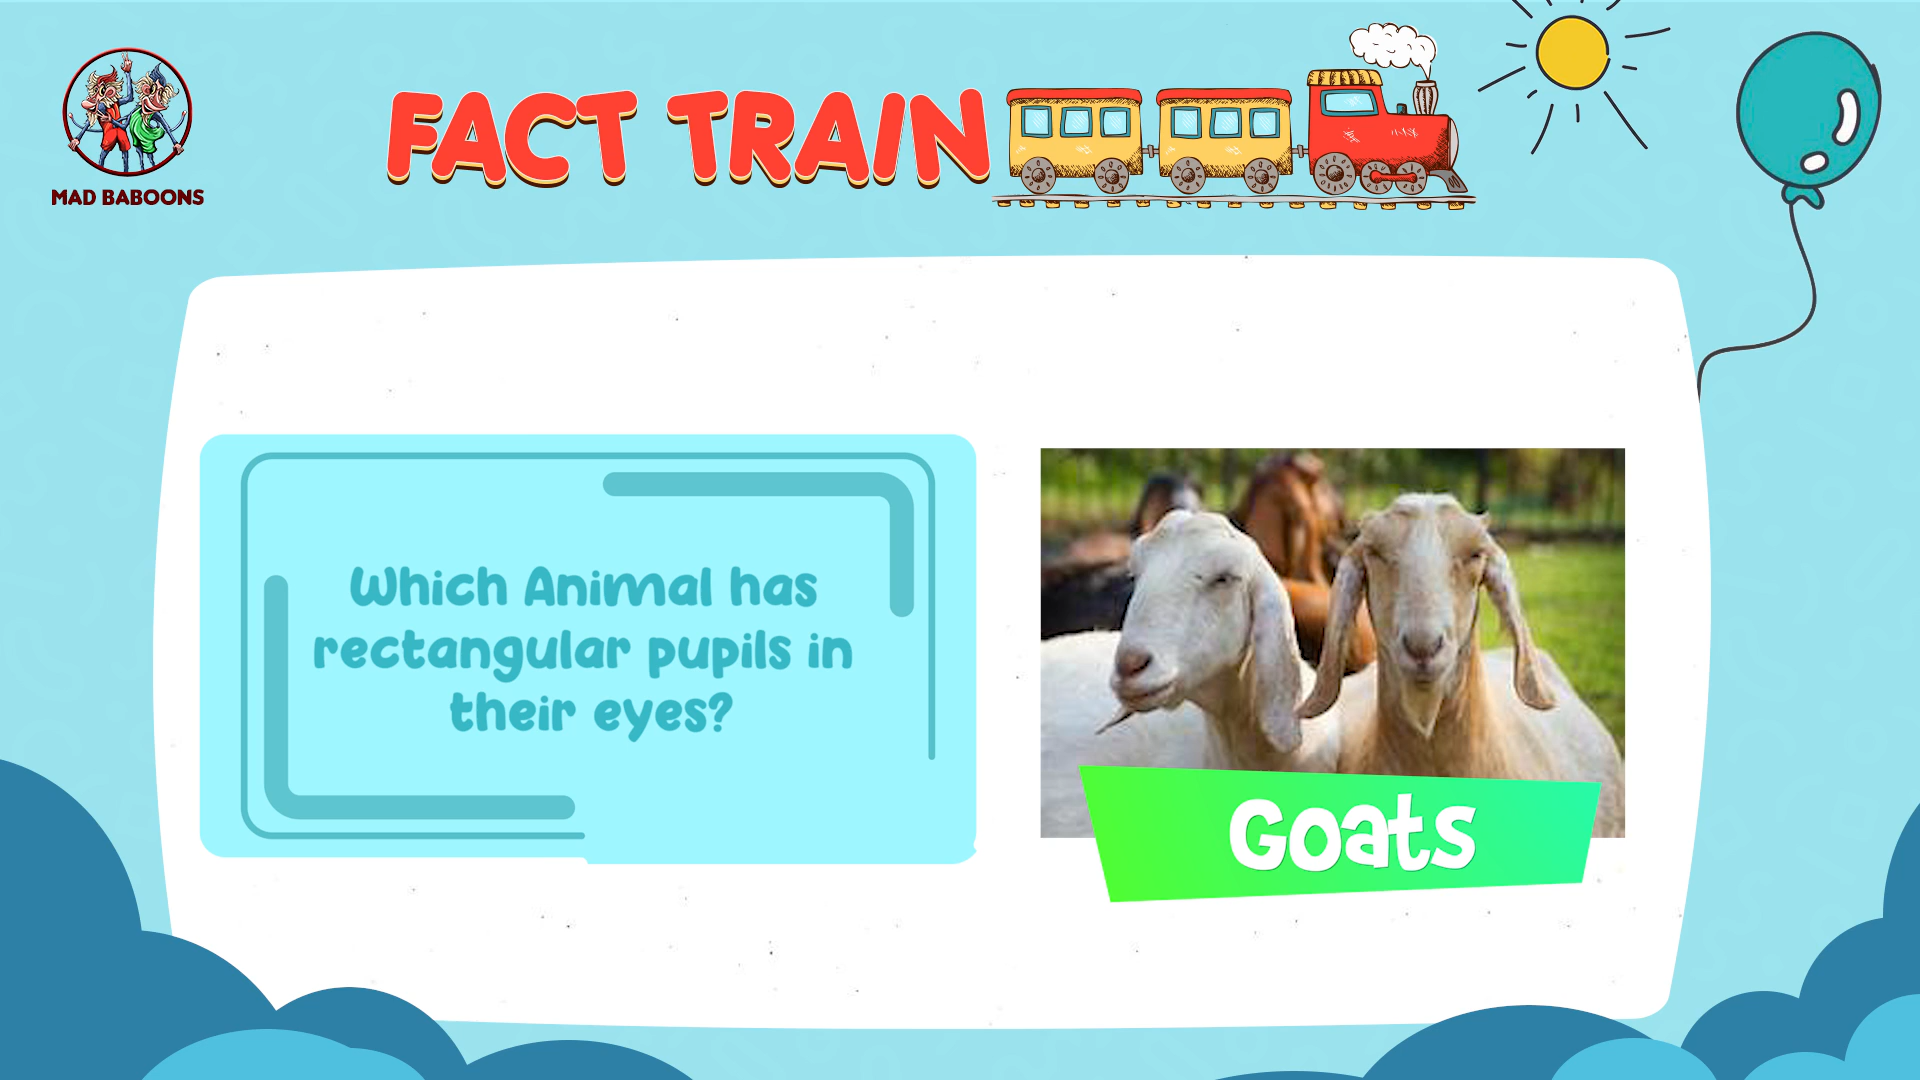 MAD BABOONS
FACT TRAIN
Which Animal has
rectangular pupils in
their eyes?
Goats